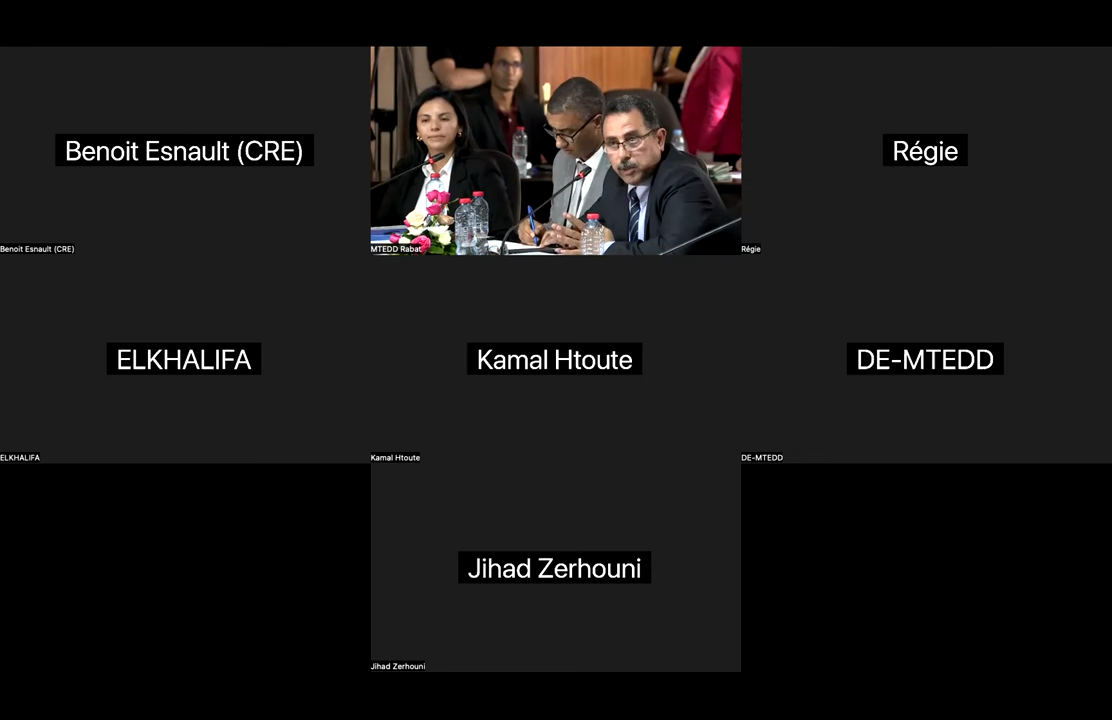 Benoit Esnault (CRE)
Régie
Benoit Esnault (CRE)
MTEDD Rabat
Régie
ELKHALIFA
Kamal Htoute
DE-MTEDD
ELKHALIFA
Kamal Htoute
DE-MTEDD
Jihad Zerhouni
Jihad Zerhouni